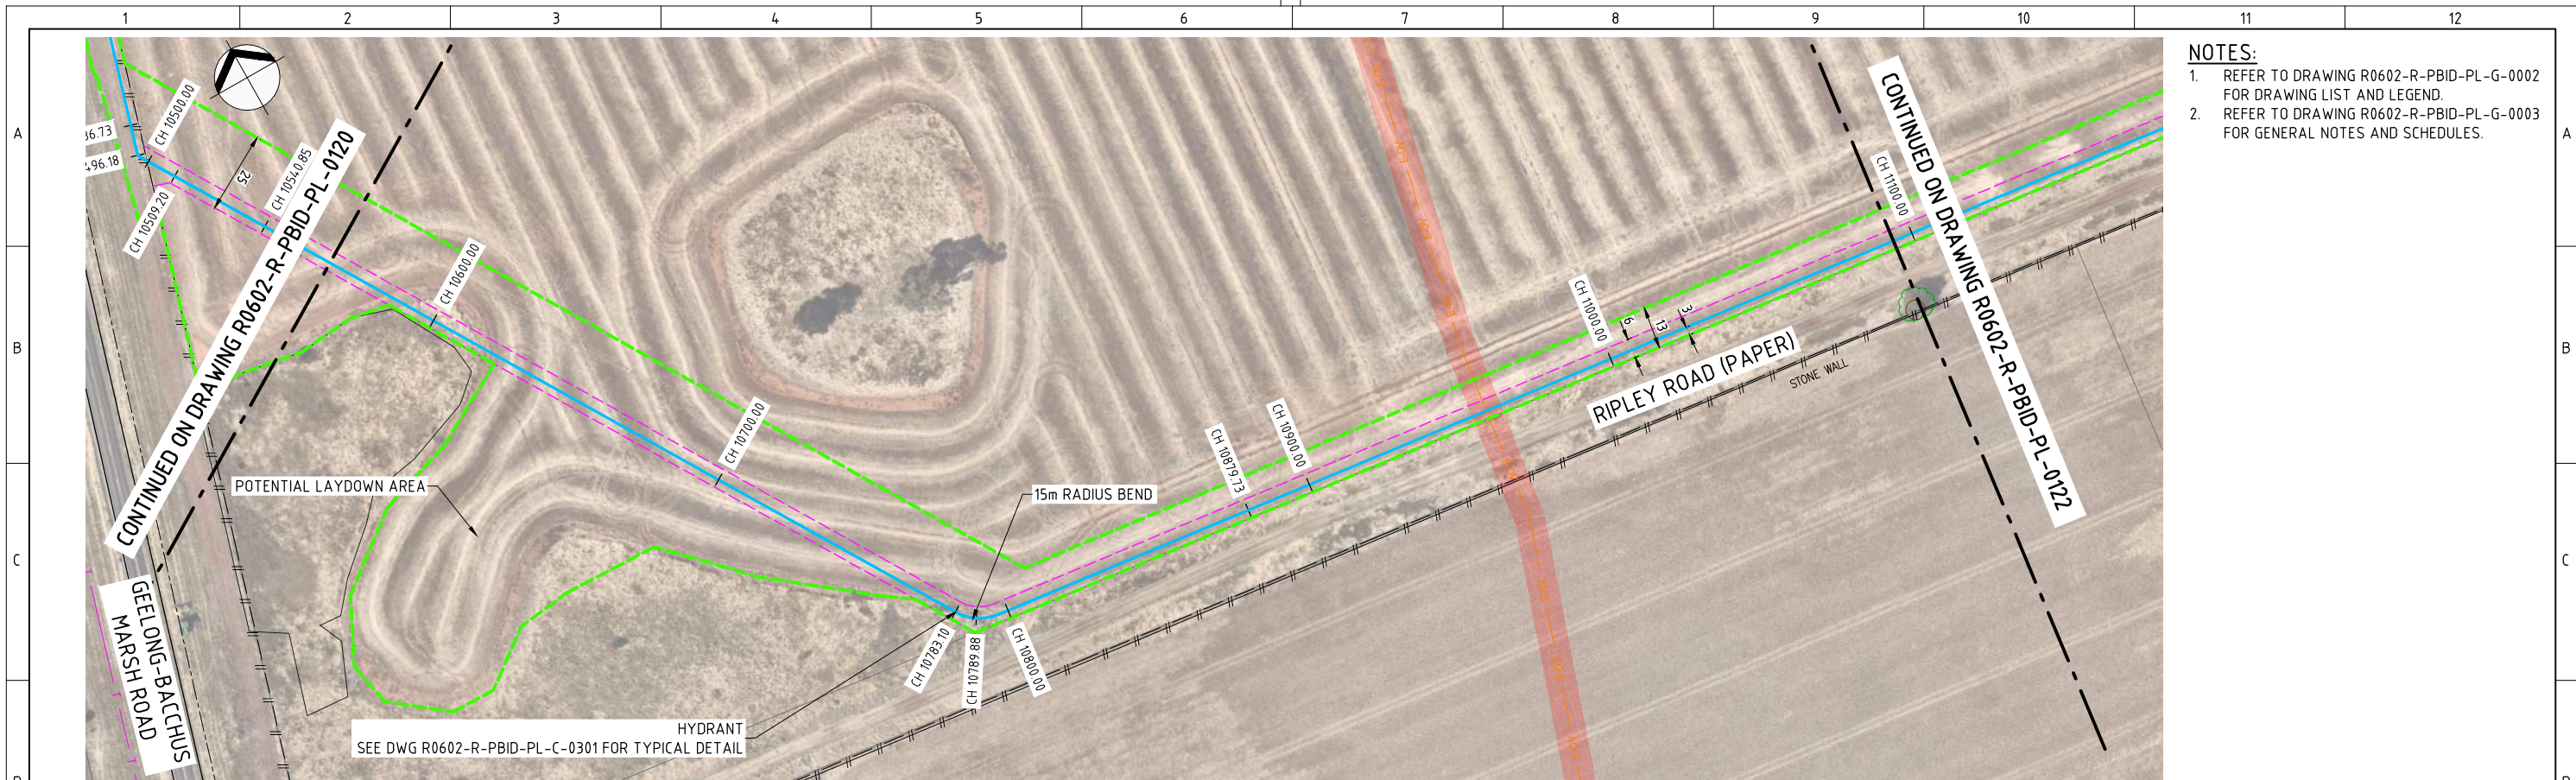 1 2 3 4 5 6 7 8 9 10 11 12
A
B
C
NOTES:
1. REFER TO DRAWING R0602-R-PBID-PL-G-0002
FOR DRAWING LIST AND LEGEND.
2. REFER TO DRAWING R0602-R-PBID-PL-G-0003
FOR GENERAL NOTES AND SCHEDULES.
A
B
C
36.73
496.18
CH 10500.00
CH 10509.20
25
CH 10540.85
CONTINUED ON DRAWING R0602-R-PBID-PL-0120
CH 10600.00
POTENTIAL LAYDOWN AREA
GEELONG-BACCHUS
MARSH ROAD
CH 10700.00
15m RADIUS BEND
CH 10783.10
CH 10789.88
CH 10800.00
HYDRANT
SEE DWG R0602-R-PBID-PL-C-0301 FOR TYPICAL DETAIL
CH 10879.73
CH 10900.00
CH 11000.00
6
13
3
RIPLEY ROAD (PAPER)
STONE WALL
CH 11100.00
CONTINUED ON DRAWING R0602-R-PBID-PL-0122